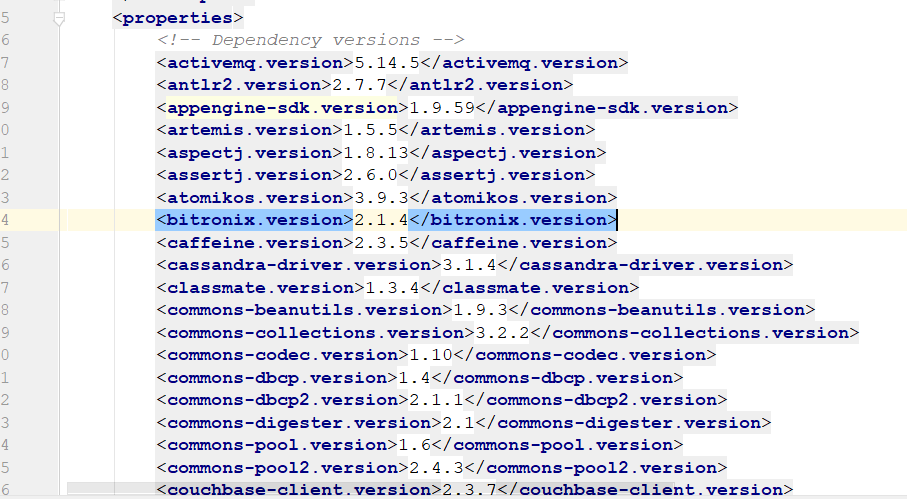 5 <properties>
6 <!-- Dependency versions -->
7 <activemq.version>5.14.5</activemq.version>
8 <antlr2.version>2.7.7</antlr2.version>
9 <appengine-sdk.version>1.9.59</appengine-sdk.version>
0 <artemis.version>1.5.5</artemis.version>
1 <aspectj.version>1.8.13</aspectj.version>
2 <assertj.version>2.6.0</assertj.version>
3 <atomikos.version>3.9.3</atomikos.version>
4 <bitronix.version>2.1.4</bitronix.version>
5 <caffeine.version>2.3.5</caffeine.version>
6 <cassandra-driver.version>3.1.4</cassandra-driver.version>
7 <classmate.version>1.3.4</classmate.version>
8 <commons-beanutils.version>1.9.3</commons-beanutils.version>
9 <commons-collections.version>3.2.2</commons-collections.version>
0 <commons-codec.version>1.10</commons-codec.version>
1 <commons-dbcp.version>1.4</commons-dbcp.version>
2 <commons-dbcp2.version>2.1.1</commons-dbcp2.version>
3 <commons-digester.version>2.1</commons-digester.version>
4 <commons-pool.version>1.6</commons-pool.version>
5 <commons-pool2.version>2.4.3</commons-pool2.version>
6 <couchbase-client.version>2.3.7</couchbase-client.version>